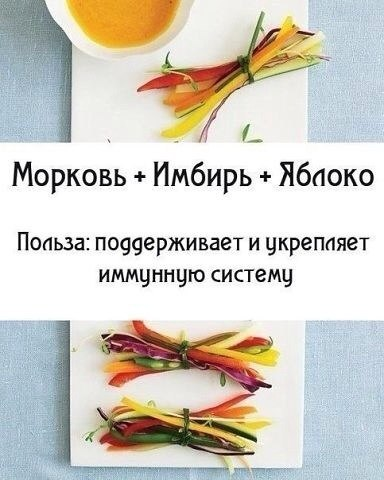 Морковь + Имбирь + Яблоко
Польза: поддерживает и укрепляет
иммунную систему